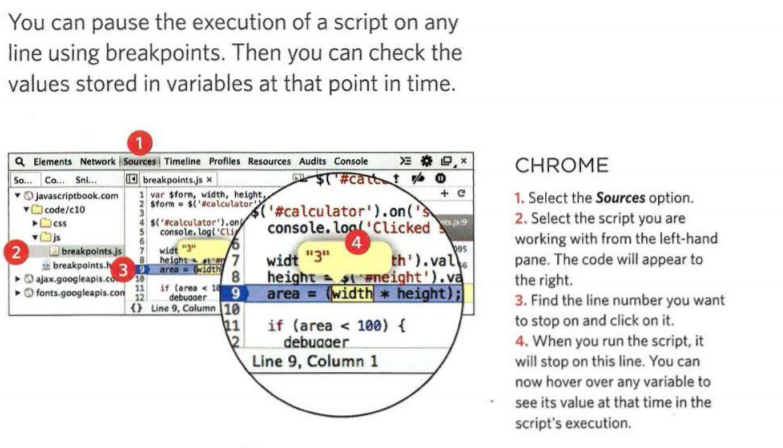 You can pause the execution of a script on any
line using breakpoints. Then you can check the
values stored in variables at that point in time.
1
Elements Network Sources Timeline Profiles Resources Audits Console
So... Co... Sni... breakpoints.js ×
javascriptbook.com
code/c10
css
js
2
breakpoints.js
breakpoints.h
ajax.googleapis.co
fonts.googleapis.con
1 var $form, width, height,
2 $form = $('#calculator'
3
4 $('#calculator').on(
5 console.log('Cli
6
7 widt "3"
8 height =
3
9 area = (width
10
11 if (area < 10
12 debugger
{} Line 9, Column
$('#calc
$('#calculator').on('s
console.log('Clicked
4
6
7 widt "3" th').val
8 height = $('#height').va
9 area = (width * height);
10
11 if (area < 100) {
2 debugger
Line 9, Column 1
CHROME
1. Select the Sources option.
2. Select the script you are
working with from the left-hand
pane. The code will appear to
the right.
3. Find the line number you want
to stop on and click on it.
4. When you run the script, it
will stop on this line. You can
now hover over any variable to
see its value at that time in the
script's execution.